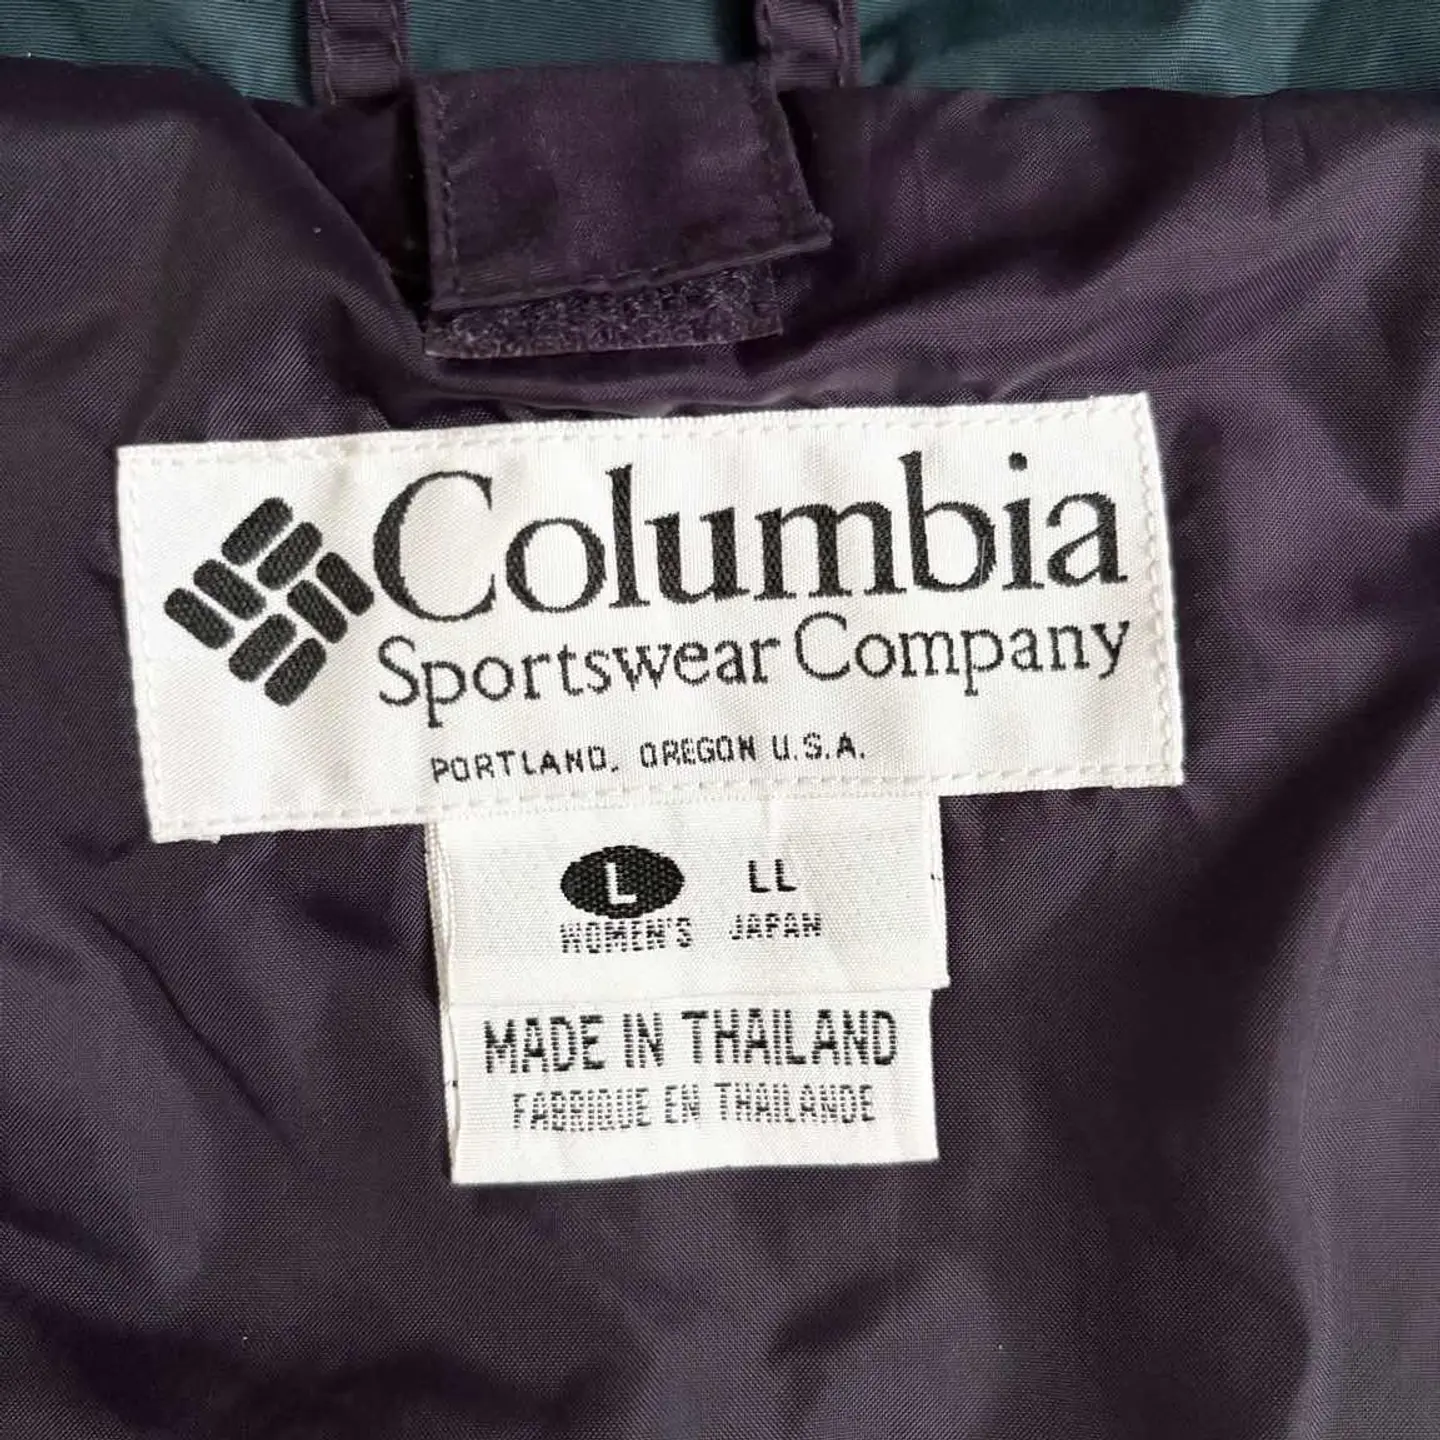 Columbia
Sportswear Company
PORTLAND, OREGON U.S.A.
L LL
WOMEN'S JAPAN
MADE IN THAILAND
FABRIQUE EN THAILANDE